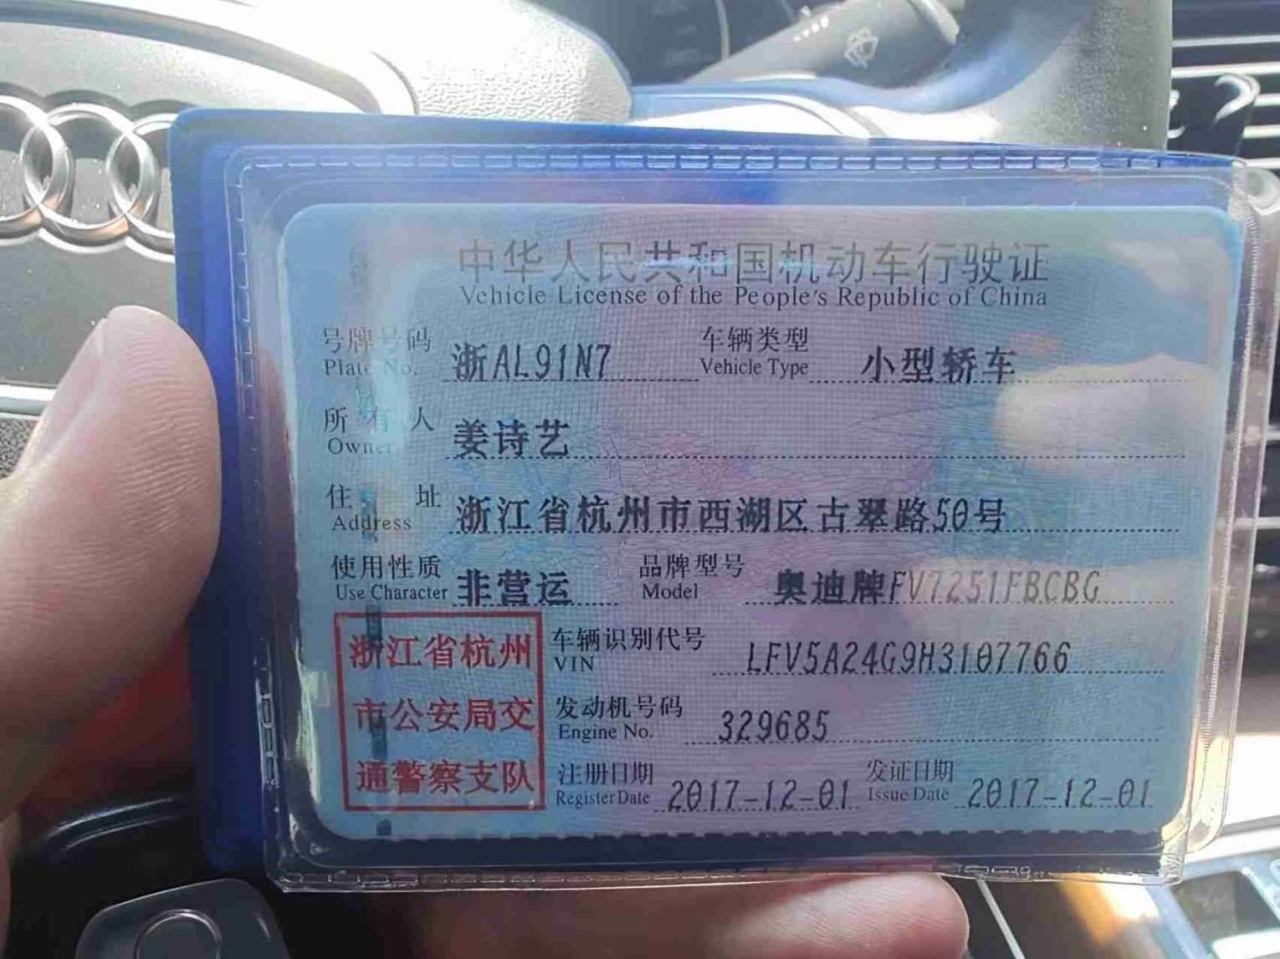 中华人民共和国机动车行驶证
Vehicle License of the People's Republic of China
号牌号码 浙AL91N7 车辆类型 小型轿车
Plate No. Vehicle Type
所有人 姜诗艺
Owner
住址 浙江省杭州市西湖区古翠路50号
Address
使用性质 非营运 品牌型号 奥迪牌FV7251FBCBG
Use Character Model
浙江省杭州
市公安局交
通警察支队
车辆识别代号 LFV5A24G9H3107766
VIN
发动机号码 329685
Engine No.
注册日期 2017-12-01 发证日期 2017-12-01
Register Date Issue Date